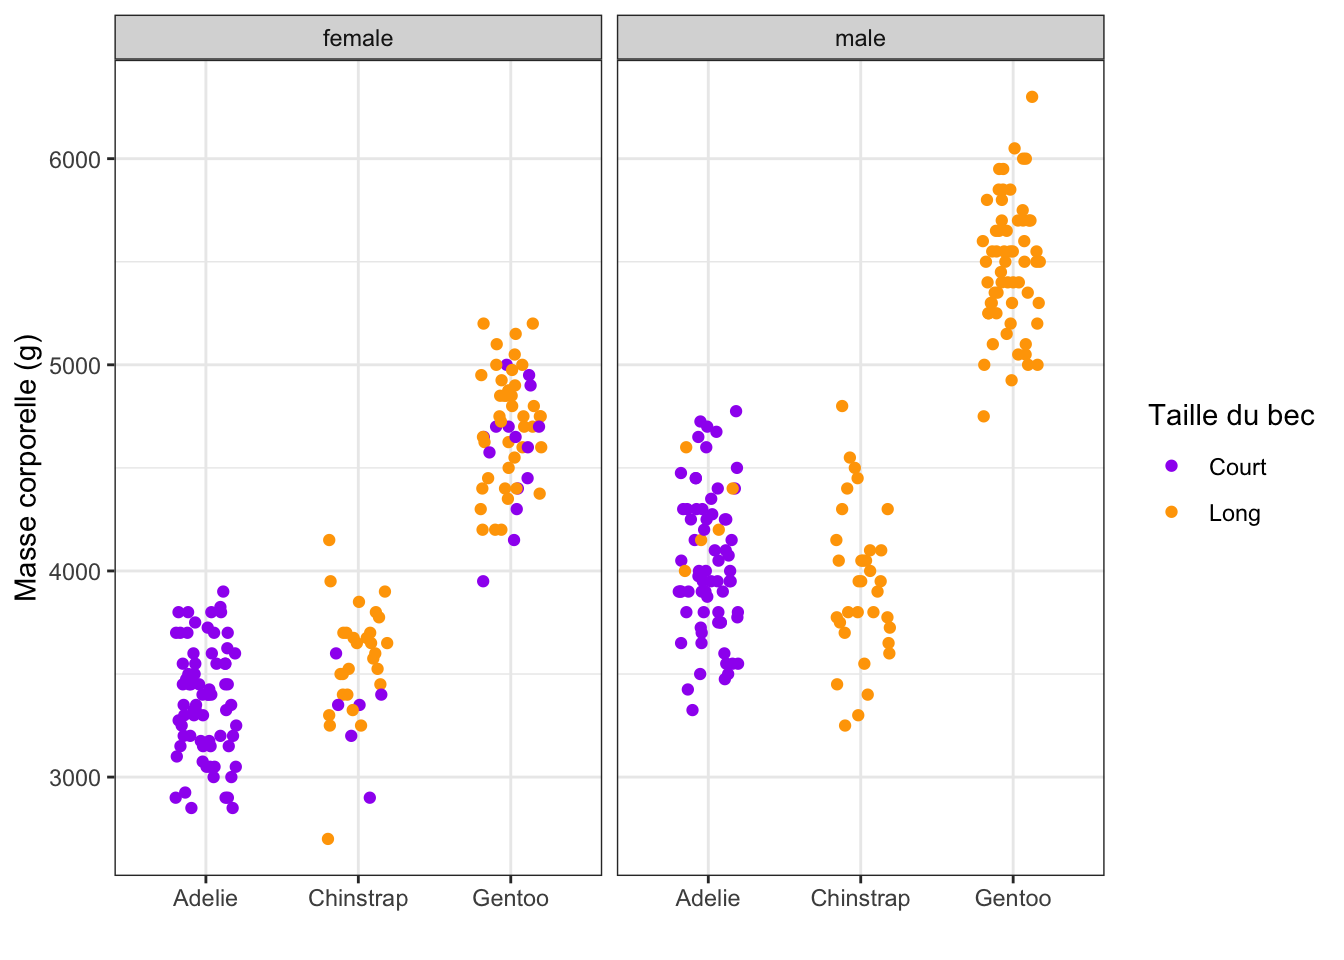 female
male
Masse corporelle (g)
6000
5000
4000
3000
Adelie
Chinstrap
Gentoo
Adelie
Chinstrap
Gentoo
Taille du bec
Court
Long